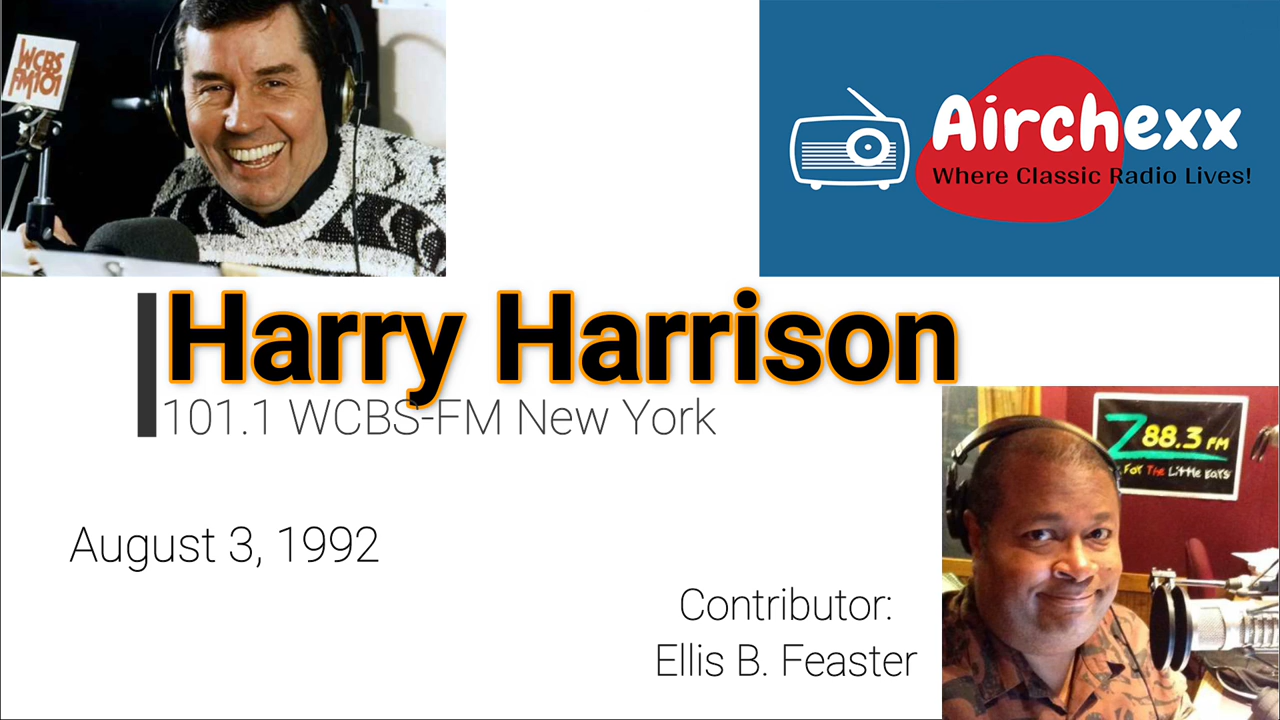 WCBS
FM101
Airchexx
Where Classic Radio Lives!
Harry Harrison
101.1 WCBS-FM New York
Z 88.3 FM
For The Little Ears
August 3, 1992
Contributor:
Ellis B. Feaster